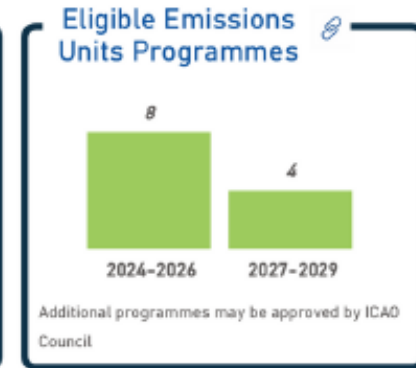 Eligible Emissions
Units Programmes
8
4
2024-2026
2027-2029
Additional programmes may be approved by ICAO
Council